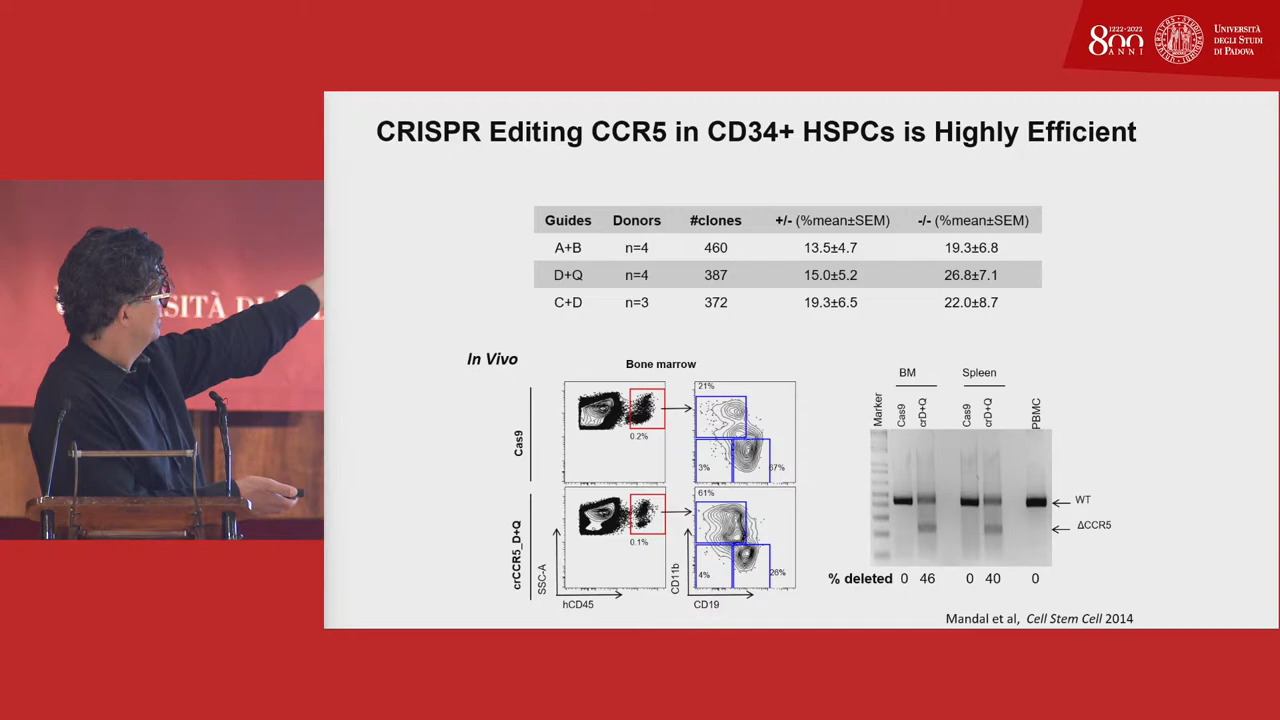 800
1222-2022
ANNI
UNIVERSITÀ
DEGLI STUDI
DI PADOVA
CRISPR Editing CCR5 in CD34+ HSPCs is Highly Efficient
Guides Donors #clones +/- (%mean±SEM) -/- (%mean±SEM)
A+B n=4 460 13.5±4.7 19.3±6.8
D+Q n=4 387 15.0±5.2 26.8±7.1
C+D n=3 372 19.3±6.5 22.0±8.7
SITÀ DI
In Vivo
Bone marrow
Cas9
0.2%
21%
3%
67%
crCCR5_D+Q
0.1%
61%
4%
26%
SSC-A
hCD45
CD11b
CD19
BM Spleen
Marker Cas9 crD+Q Cas9 crD+Q PBMC
WT
ΔCCR5
% deleted 0 46 0 40 0
Mandal et al, Cell Stem Cell 2014